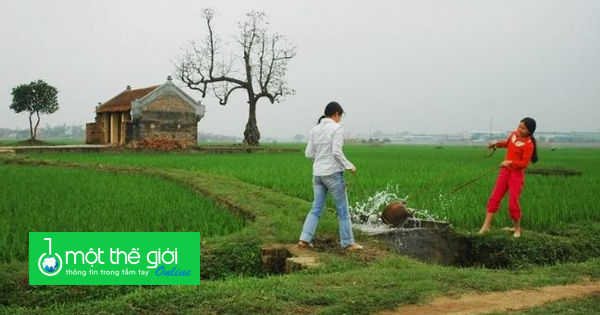 một thế giới
thông tin trong tầm tay Online